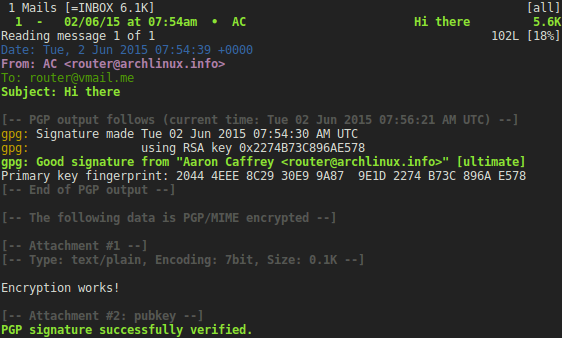 1 Mails [=INBOX 6.1K] [all]
1 - 02/06/15 at 07:54am • AC Hi there 5.6K
Reading message 1 of 1 102L [18%]
Date: Tue, 2 Jun 2015 07:54:39 +0000
From: AC <router@archlinux.info>
To: router@vmail.me
Subject: Hi there
[-- PGP output follows (current time: Tue 02 Jun 2015 07:56:21 AM UTC) --]
gpg: Signature made Tue 02 Jun 2015 07:54:30 AM UTC
gpg: using RSA key 0x2274B73C896AE578
gpg: Good signature from "Aaron Caffrey <router@archlinux.info>" [ultimate]
Primary key fingerprint: 2044 4EEE 8C29 30E9 9A87 9E1D 2274 B73C 896A E578
[-- End of PGP output --]
[-- The following data is PGP/MIME encrypted --]
[-- Attachment #1 --]
[-- Type: text/plain, Encoding: 7bit, Size: 0.1K --]
Encryption works!
[-- Attachment #2: pubkey --]
PGP signature successfully verified.